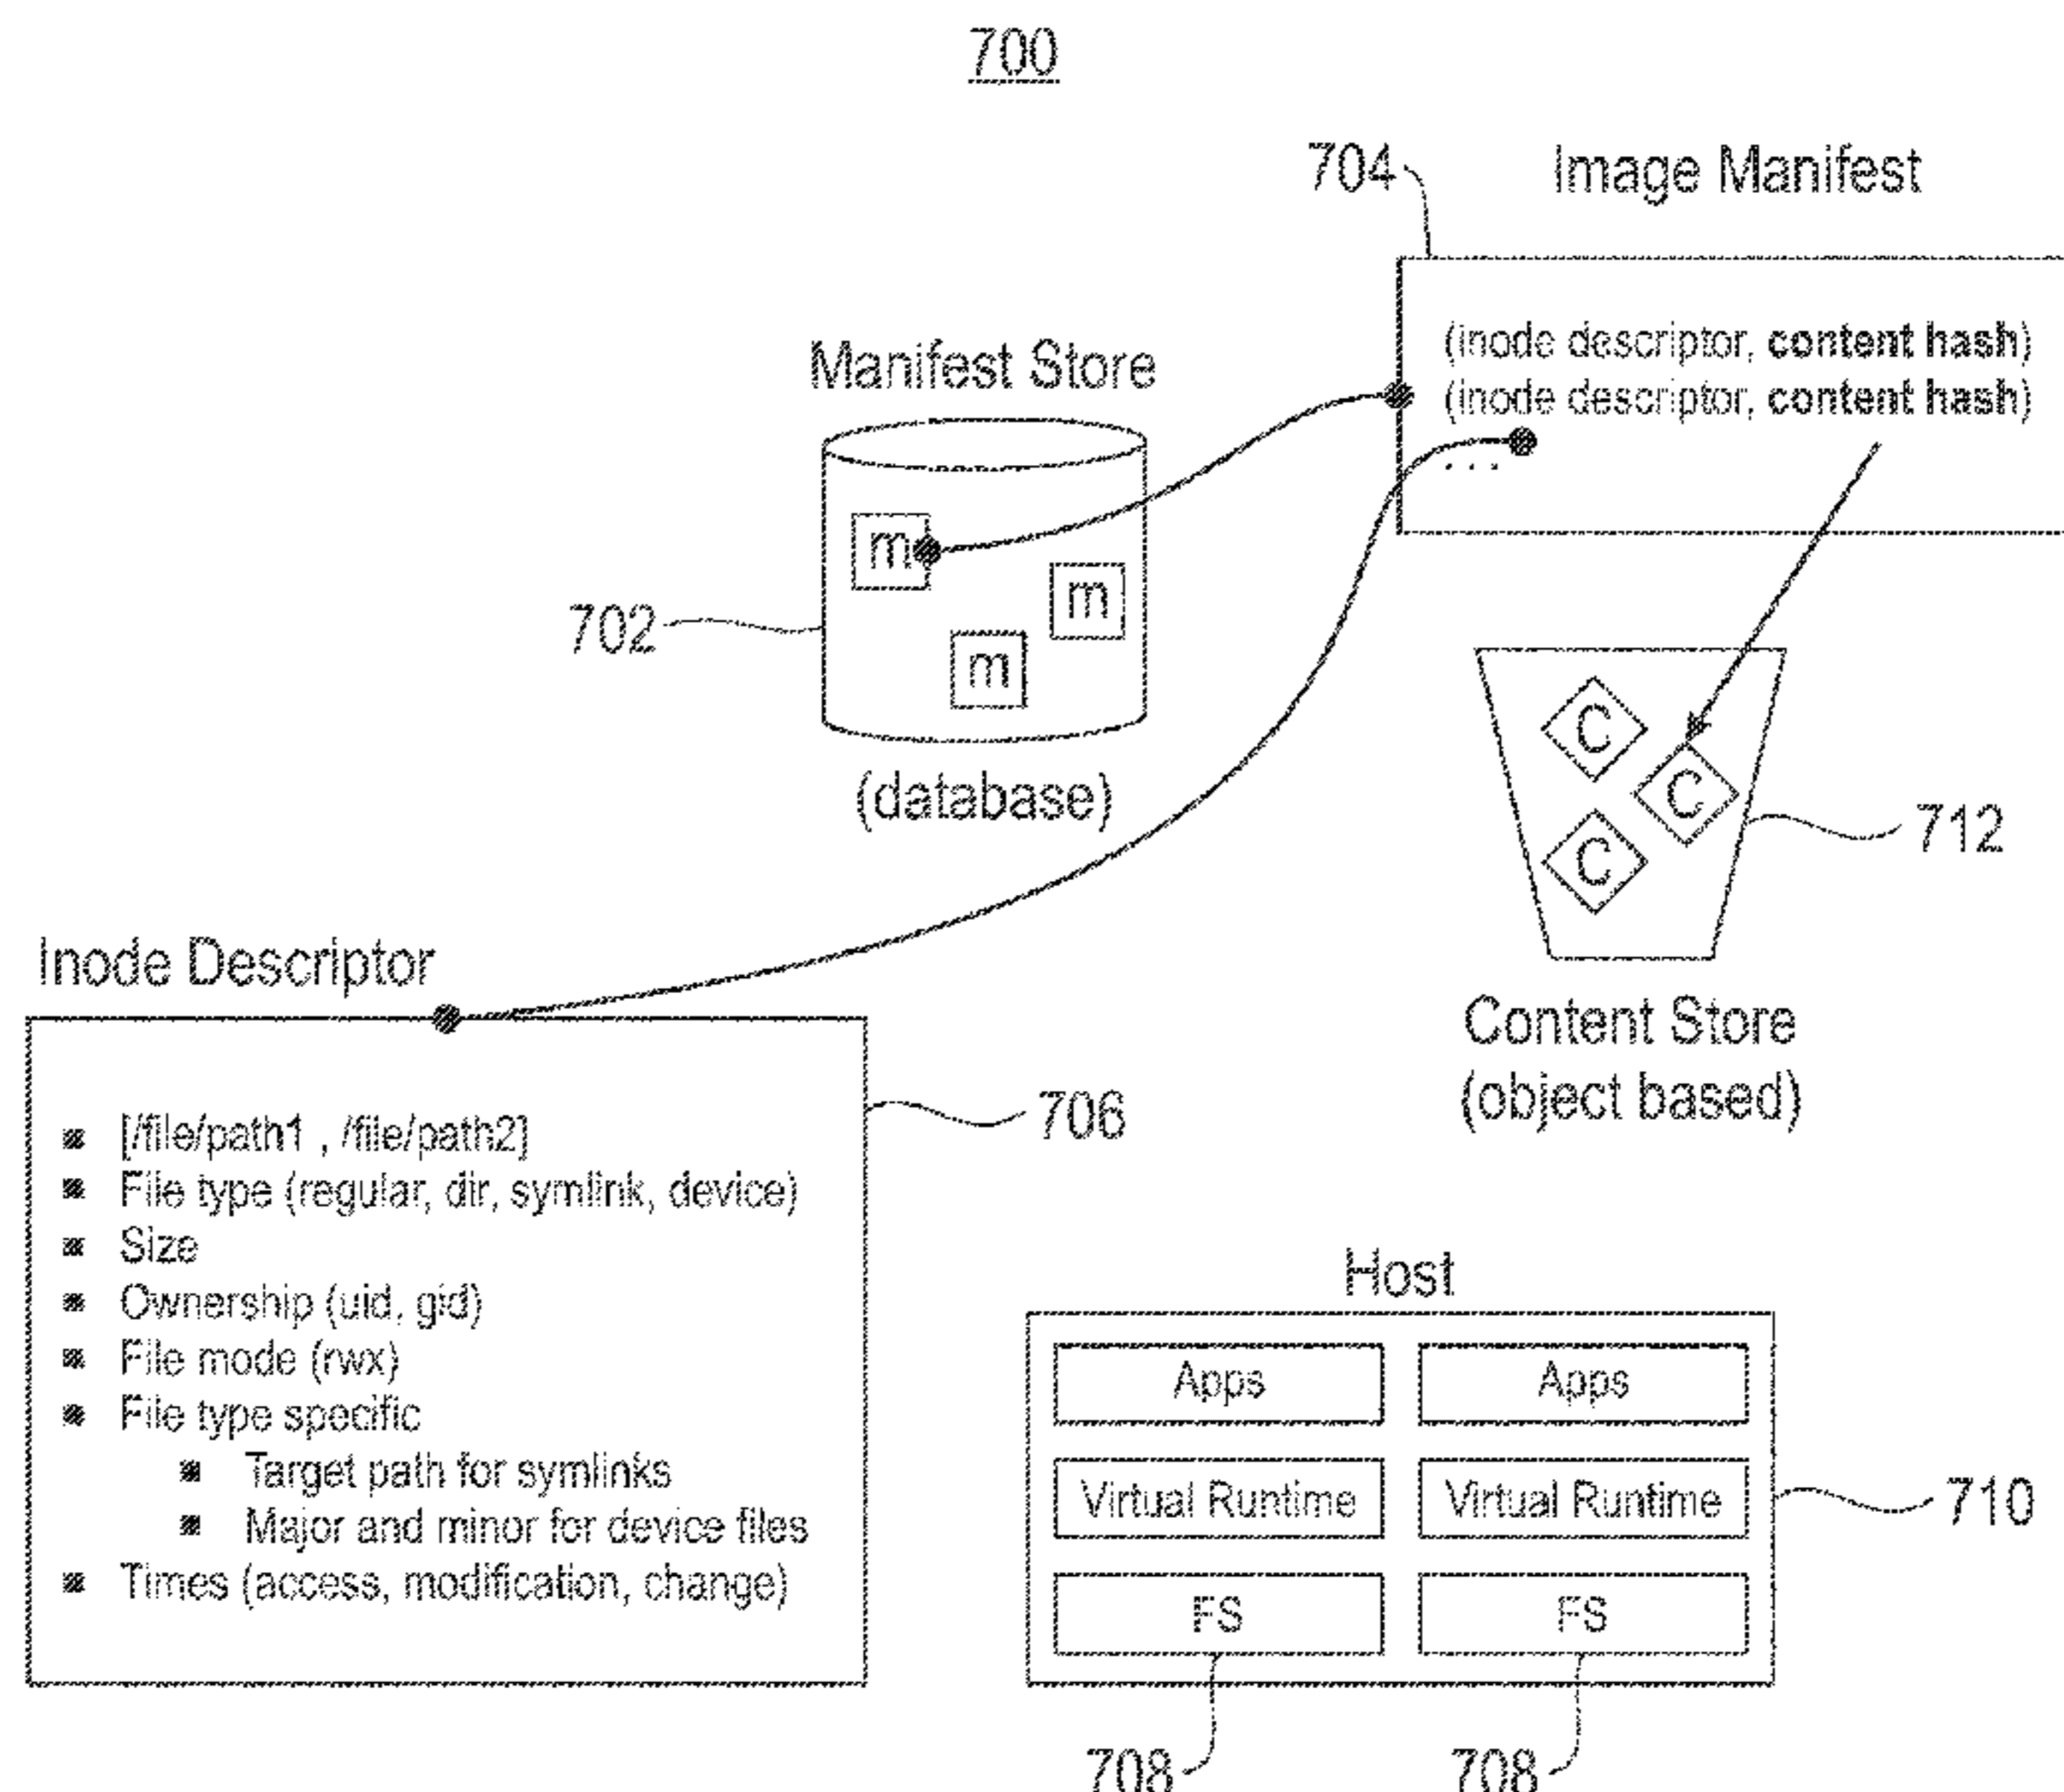 700
704
Image Manifest
(inode descriptor, content hash)
(inode descriptor, content hash)
...
Manifest Store
m
m
m
702
(database)
C
C
C
712
Content Store
(object based)
Inode Descriptor
706
[/file/path1 , /file/path2]
File type (regular, dir, symlink, device)
Size
Ownership (uid, gid)
File mode (rwx)
File type specific
Target path for symlinks
Major and minor for device files
Times (access, modification, change)
Host
Apps Apps
Virtual Runtime Virtual Runtime
710
FS FS
708 708